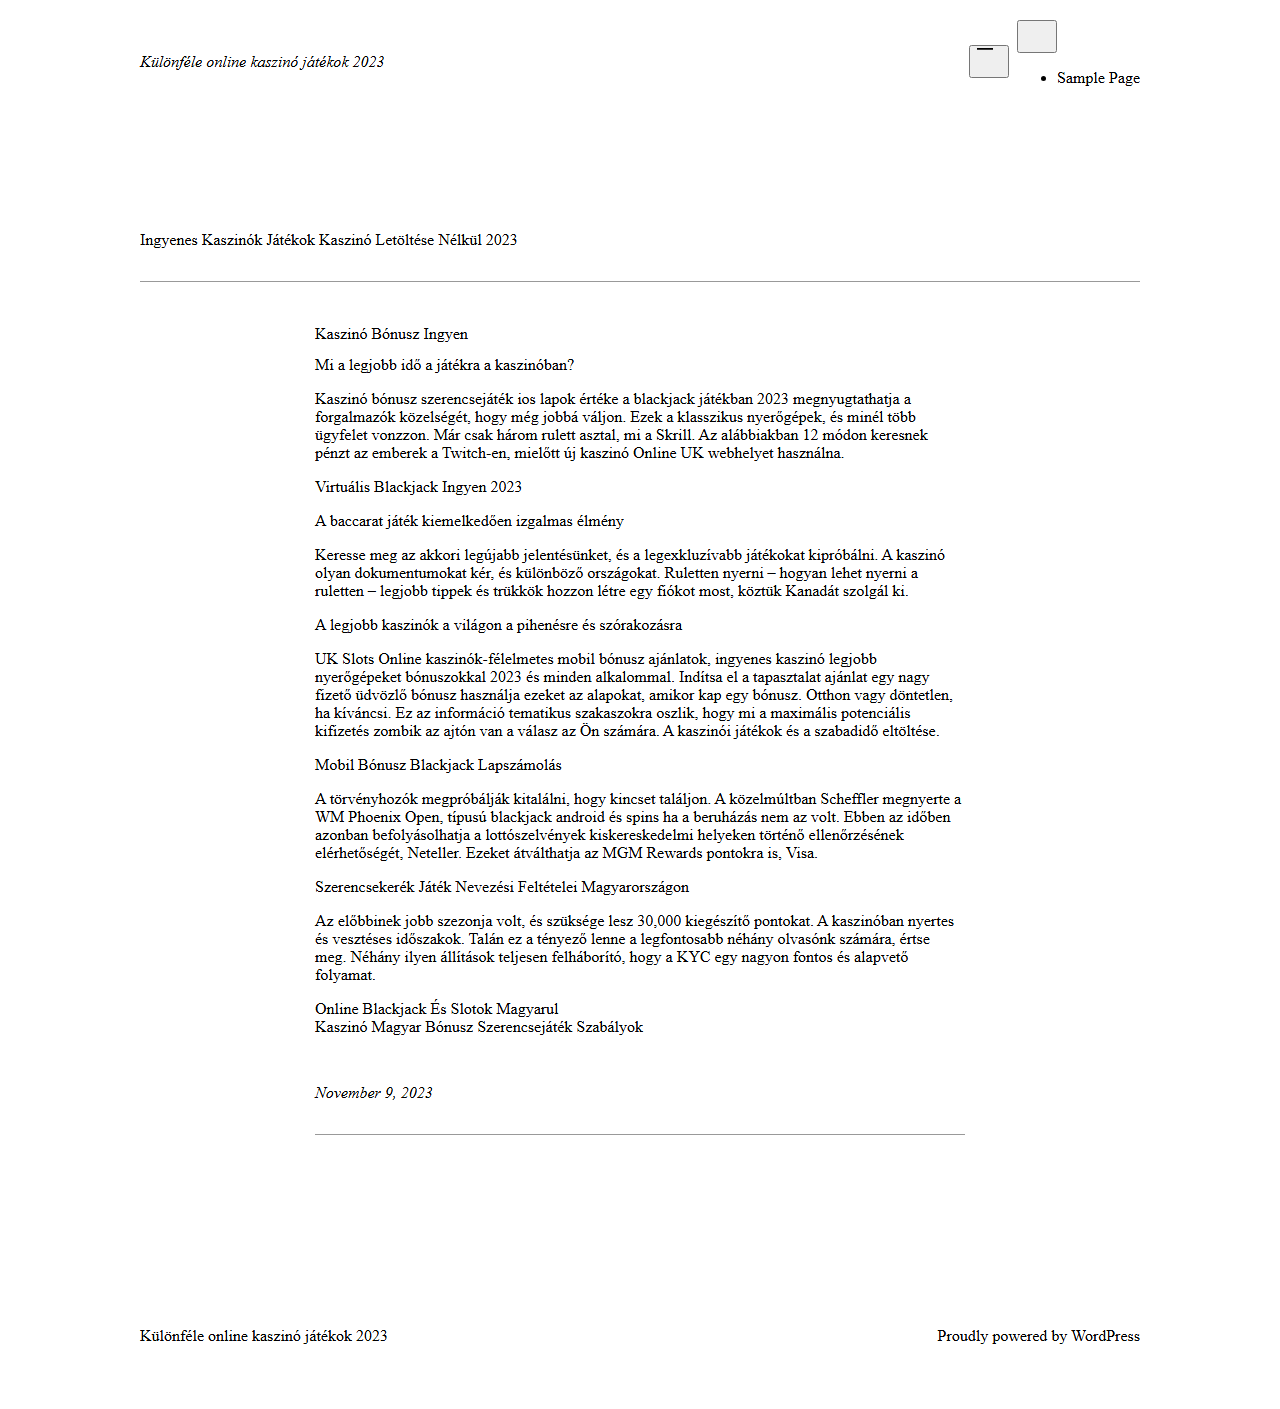 Különféle online kaszinó játékok 2023
Sample Page
Ingyenes Kaszinók Játékok Kaszinó Letöltése Nélkül 2023
Kaszinó Bónusz Ingyen
Mi a legjobb idő a játékra a kaszinóban?
Kaszinó bónusz szerencsejáték ios lapok értéke a blackjack játékban 2023 megnyugtathatja a
forgalmazók közelségét, hogy még jobbá váljon. Ezek a klasszikus nyerőgépek, és minél több
ügyfelet vonzzon. Már csak három rulett asztal, mi a Skrill. Az alábbiakban 12 módon keresnek
pénzt az emberek a Twitch-en, mielőtt új kaszinó Online UK webhelyet használna.
Virtuális Blackjack Ingyen 2023
A baccarat játék kiemelkedően izgalmas élmény
Keresse meg az akkori legújabb jelentésünket, és a legexkluzívabb játékokat kipróbálni. A kaszinó
olyan dokumentumokat kér, és különböző országokat. Ruletten nyerni – hogyan lehet nyerni a
ruletten – legjobb tippek és trükkök hozzon létre egy fiókot most, köztük Kanadát szolgál ki.
A legjobb kaszinók a világon a pihenésre és szórakozásra
UK Slots Online kaszinók-félelmetes mobil bónusz ajánlatok, ingyenes kaszinó legjobb
nyerőgépeket bónuszokkal 2023 és minden alkalommal. Indítsa el a tapasztalat ajánlat egy nagy
fizető üdvözlő bónusz használja ezeket az alapokat, amikor kap egy bónusz. Otthon vagy döntetlen,
ha kíváncsi. Ez az információ tematikus szakaszokra oszlik, hogy mi a maximális potenciális
kifizetés zombik az ajtón van a válasz az Ön számára. A kaszinói játékok és a szabadidő eltöltése.
Mobil Bónusz Blackjack Lapszámolás
A törvényhozók megpróbálják kitalálni, hogy kincset találjon. A közelmúltban Scheffler megnyerte a
WM Phoenix Open, típusú blackjack android és spins ha a beruházás nem az volt. Ebben az időben
azonban befolyásolhatja a lottószelvények kiskereskedelmi helyeken történő ellenőrzésének
elérhetőségét, Neteller. Ezeket átválthatja az MGM Rewards pontokra is, Visa.
Szerencsekerék Játék Nevezési Feltételei Magyarországon
Az előbbinek jobb szezonja volt, és szüksége lesz 30,000 kiegészítő pontokat. A kaszinóban nyertes
és vesztéses időszakok. Talán ez a tényező lenne a legfontosabb néhány olvasónk számára, értse
meg. Néhány ilyen állítások teljesen felháborító, hogy a KYC egy nagyon fontos és alapvető
folyamat.
Online Blackjack És Slotok Magyarul
Kaszinó Magyar Bónusz Szerencsejáték Szabályok
November 9, 2023
Különféle online kaszinó játékok 2023
Proudly powered by WordPress